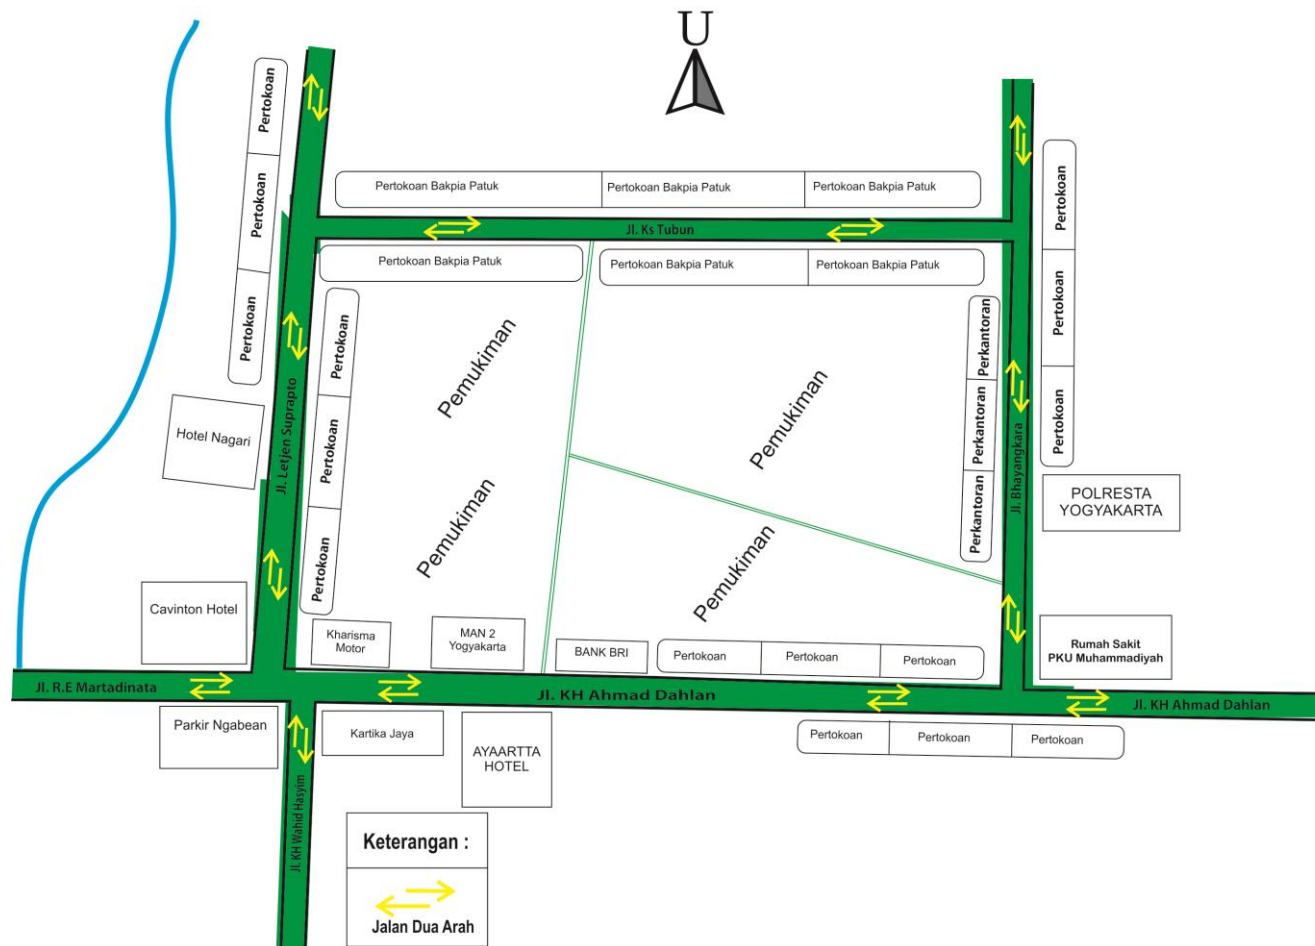 U
Pertokoan
Pertokoan
Pertokoan
Pertokoan Bakpia Patuk
Pertokoan Bakpia Patuk
Pertokoan Bakpia Patuk
Jl. Ks Tubun
Pertokoan Bakpia Patuk
Pertokoan Bakpia Patuk
Pertokoan Bakpia Patuk
Pertokoan
Pertokoan
Pertokoan
Pertokoan
Pertokoan
Pertokoan
Pemukiman
Pemukiman
Pemukiman
Pemukiman
Perkantoran
Perkantoran
Perkantoran
Jl. Letjen Suprapto
Jl. Bhayangkara
Hotel Nagari
POLRESTA
YOGYAKARTA
Cavinton Hotel
Kharisma
Motor
MAN 2
Yogyakarta
BANK BRI
Pertokoan
Pertokoan
Pertokoan
Rumah Sakit
PKU Muhammadiyah
Jl. R.E Martadinata
Jl. KH Ahmad Dahlan
Jl. KH Ahmad Dahlan
Parkir Ngabean
Kartika Jaya
AYAARTTA
HOTEL
Pertokoan
Pertokoan
Pertokoan
Jl. KH Wahid Hasyim
Keterangan :
Jalan Dua Arah